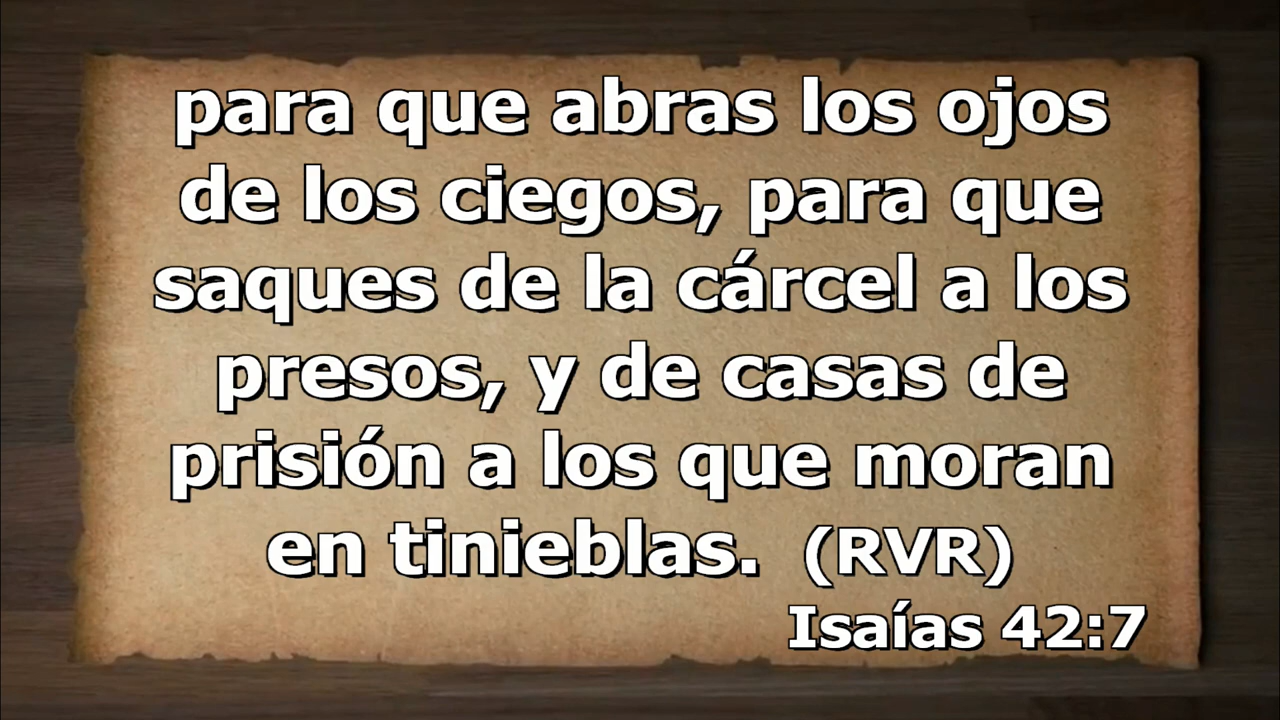 para que abras los ojos
de los ciegos, para que
saques de la cárcel a los
presos, y de casas de
prisión a los que moran
en tinieblas. (RVR)
Isaías 42:7